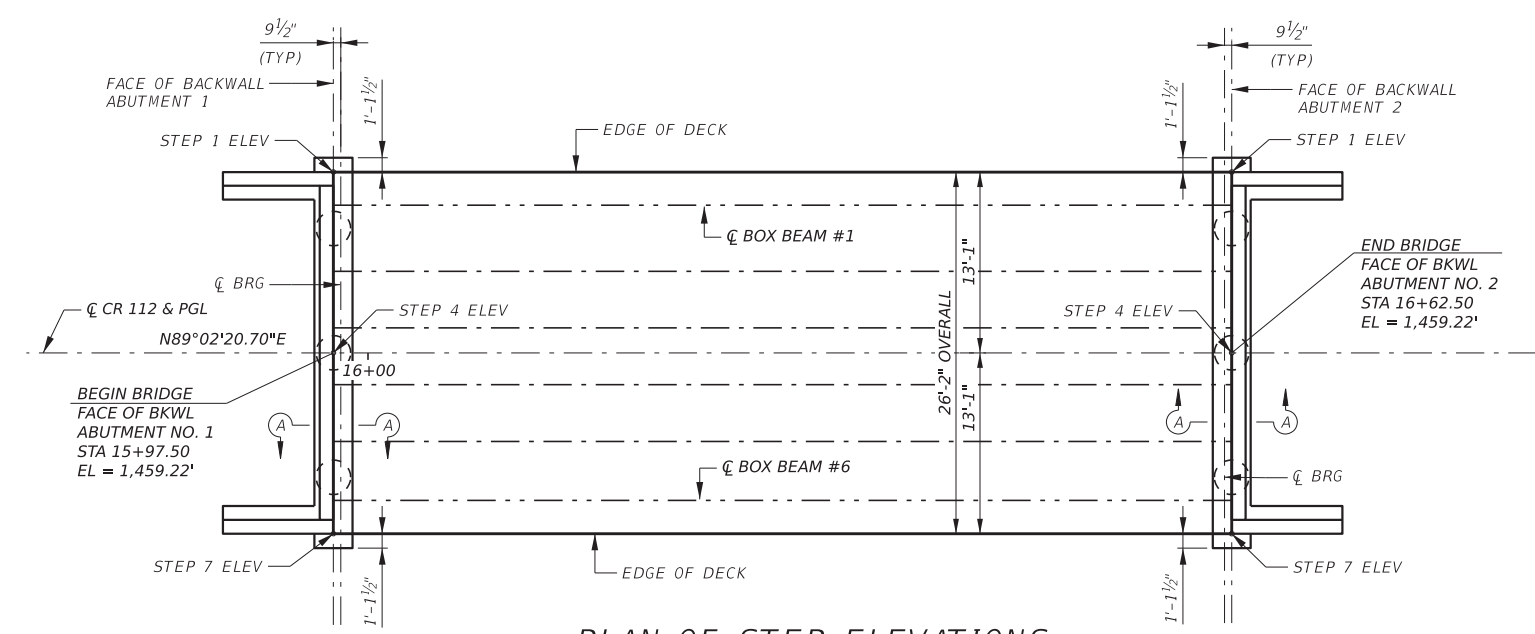 9½"
(TYP)
FACE OF BACKWALL
ABUTMENT 1
1'-1½"
STEP 1 ELEV
EDGE OF DECK
9½"
(TYP)
FACE OF BACKWALL
ABUTMENT 2
1'-1½"
STEP 1 ELEV
℄ BOX BEAM #1
13'-1"
END BRIDGE
FACE OF BKWL
ABUTMENT NO. 2
STA 16+62.50
EL = 1,459.22'
℄ BRG
℄ CR 112 & PGL
STEP 4 ELEV
STEP 4 ELEV
N89°02'20.70"E
16+00
26'-2" OVERALL
13'-1"
BEGIN BRIDGE
FACE OF BKWL
ABUTMENT NO. 1
STA 15+97.50
EL = 1,459.22'
A
A
A
A
℄ BOX BEAM #6
℄ BRG
STEP 7 ELEV
1'-1½"
EDGE OF DECK
1'-1½"
STEP 7 ELEV
PLAN OF STEP ELEVATIONS